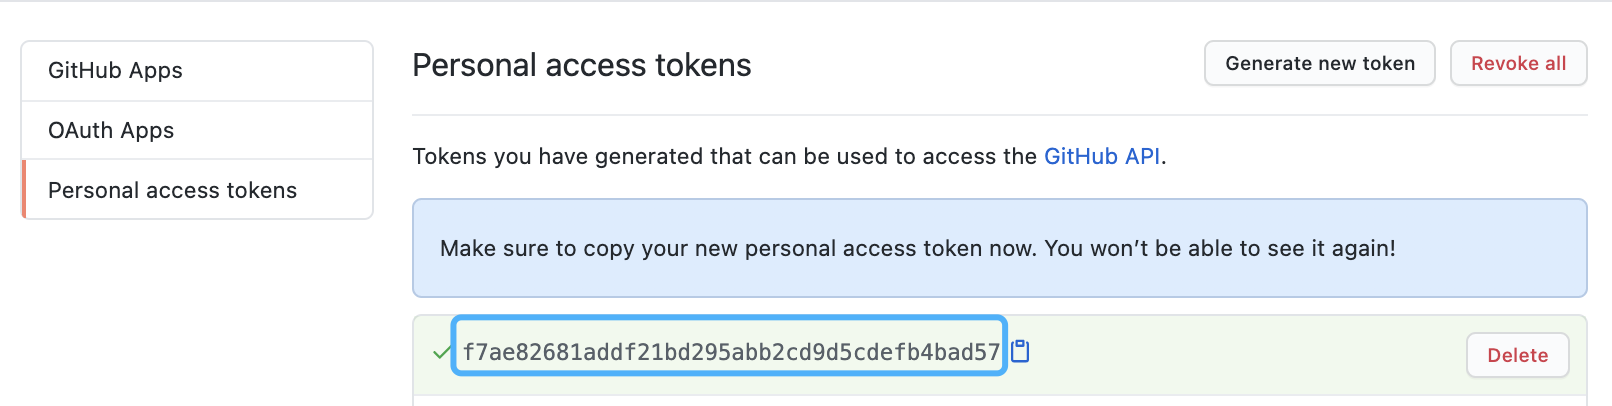 GitHub Apps
OAuth Apps
Personal access tokens
Personal access tokens
Generate new token
Revoke all
Tokens you have generated that can be used to access the GitHub API.
Make sure to copy your new personal access token now. You won’t be able to see it again!
f7ae82681addf21bd295abb2cd9d5cdefb4bad57
Delete